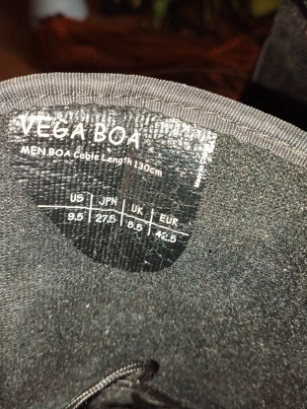 VEGA BOA
MEN BOA Cable Length 130cm
US JPN UK EUR
9.5 27.5 8.5 42.5